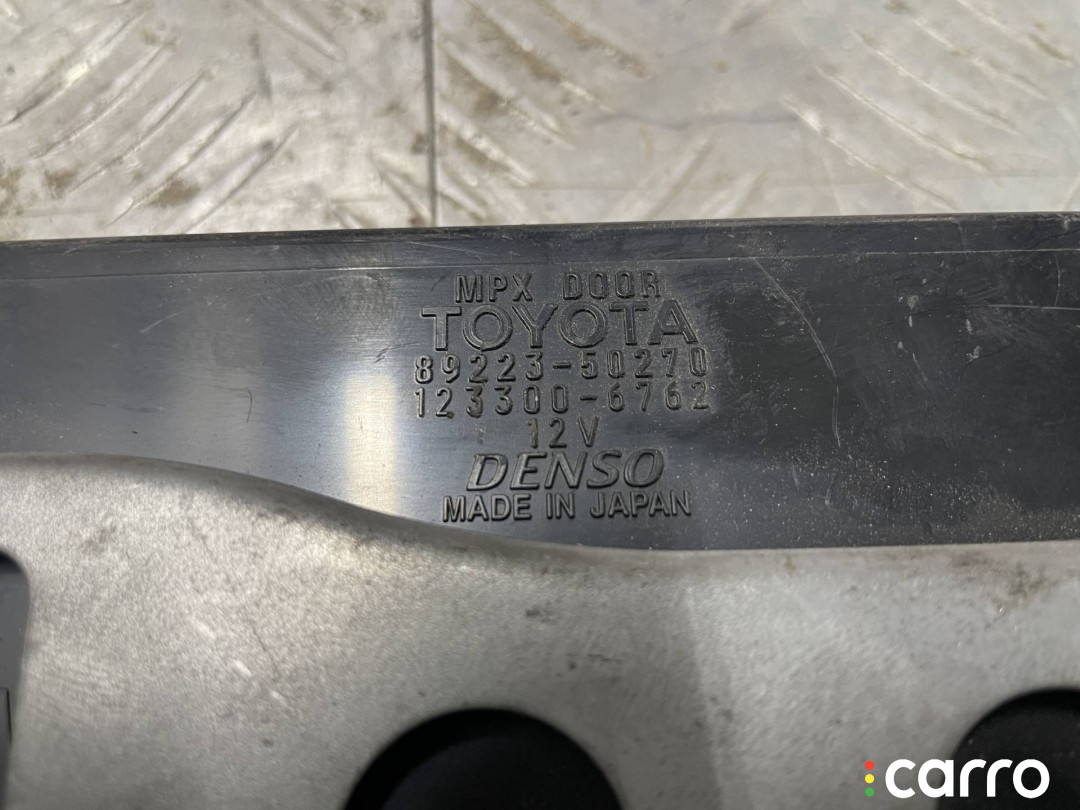 MPX DOOR
TOYOTA
89223-50270
123300-6762
12V
DENSO
MADE IN JAPAN
carro